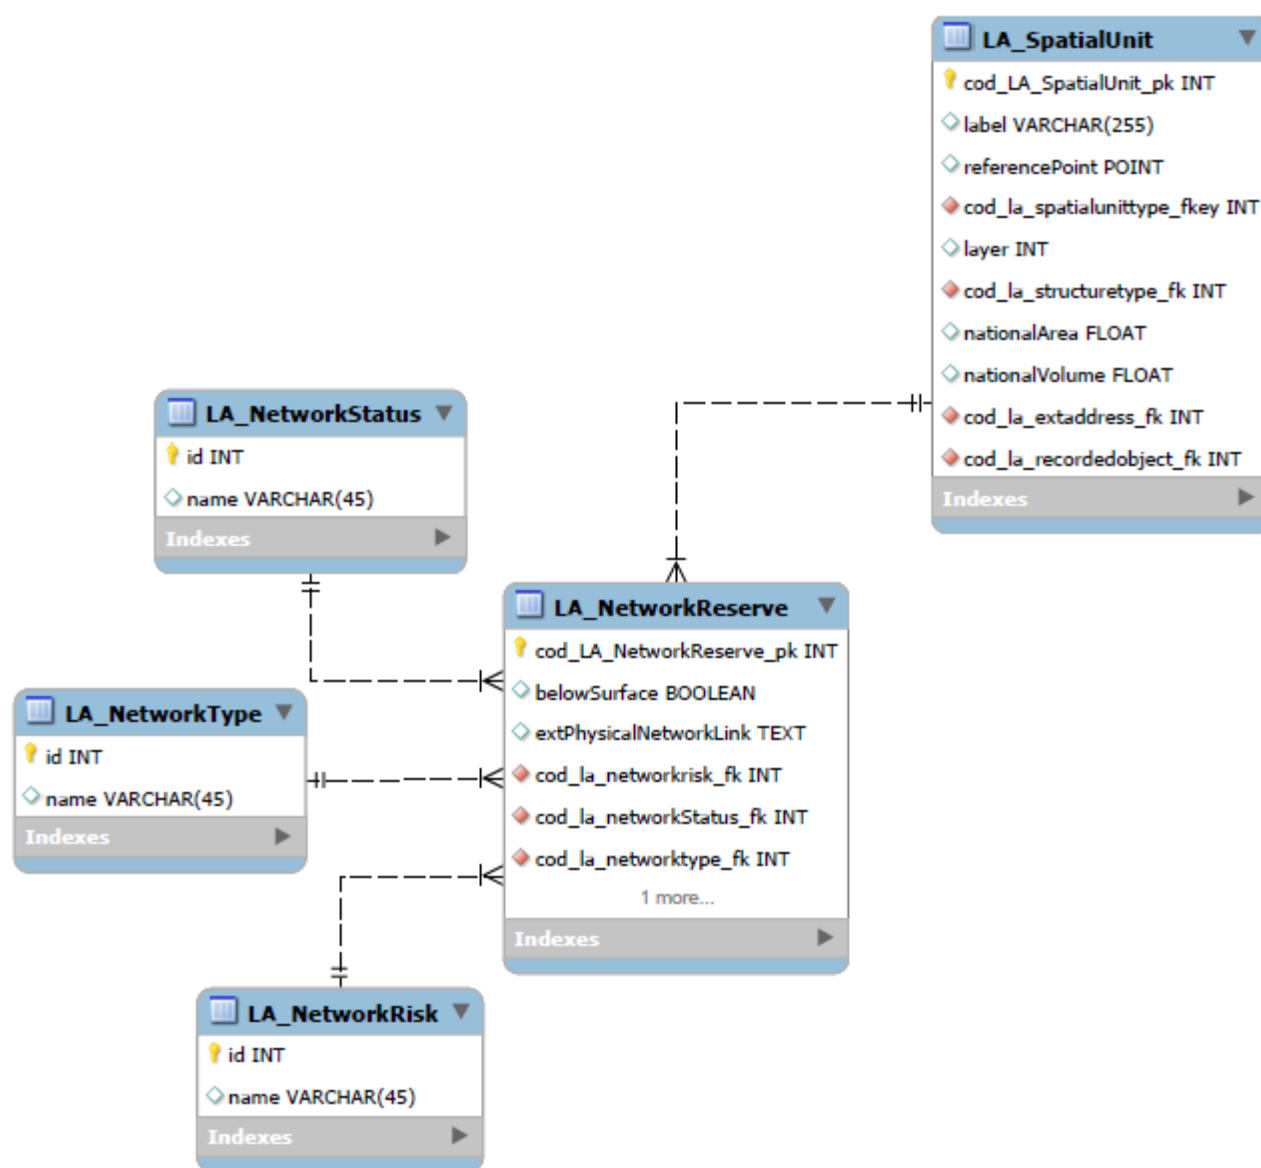 LA_SpatialUnit
cod_LA_SpatialUnit_pk INT
label VARCHAR(255)
referencePoint POINT
cod_la_spatialunittype_fkey INT
layer INT
cod_la_structuretype_fk INT
nationalArea FLOAT
nationalVolume FLOAT
cod_la_extaddress_fk INT
cod_la_recordedobject_fk INT
Indexes
LA_NetworkStatus
id INT
name VARCHAR(45)
Indexes
LA_NetworkReserve
cod_LA_NetworkReserve_pk INT
belowSurface BOOLEAN
extPhysicalNetworkLink TEXT
cod_la_networkrisk_fk INT
cod_la_networkStatus_fk INT
cod_la_networktype_fk INT
1 more...
Indexes
LA_NetworkType
id INT
name VARCHAR(45)
Indexes
LA_NetworkRisk
id INT
name VARCHAR(45)
Indexes